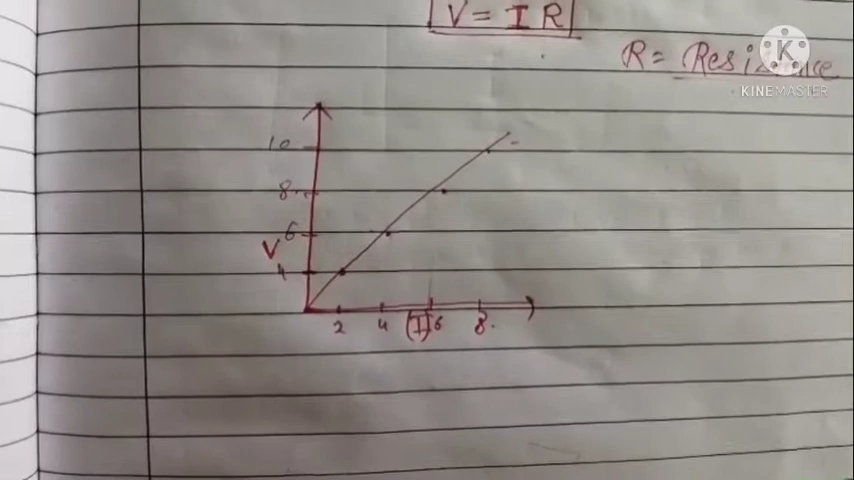 V = I R
R = Resistance
KINEMASTER
10
8
6
V
4
2 4 (I) 6 8